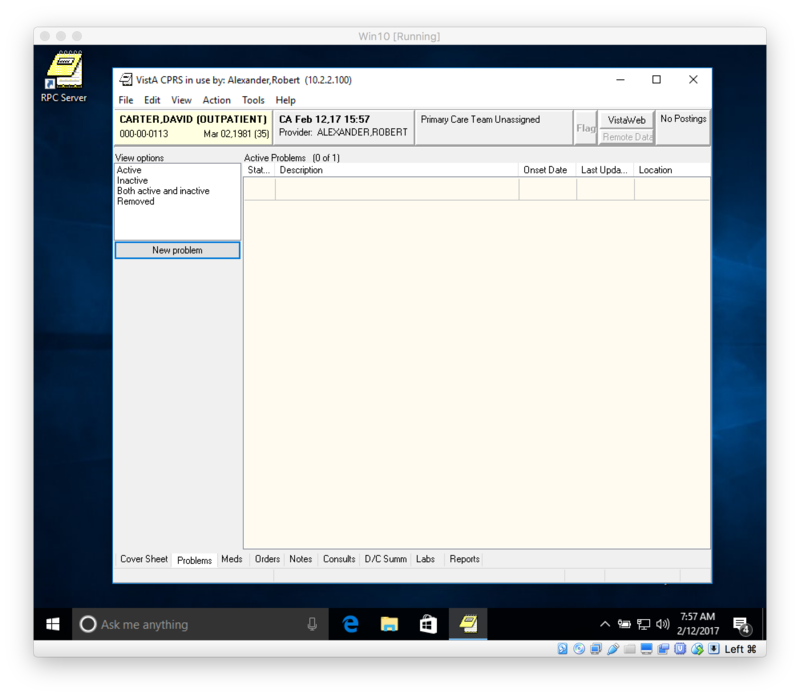 Win10 [Running]
RPC Server
VistA CPRS in use by: Alexander,Robert (10.2.2.100)
File Edit View Action Tools Help
CARTER,DAVID (OUTPATIENT)
000-00-0113 Mar 02,1981 (35)
CA Feb 12,17 15:57
Provider: ALEXANDER,ROBERT
Primary Care Team Unassigned
Flag
VistaWeb
Remote Data
No Postings
View options
Active
Inactive
Both active and inactive
Removed
New problem
Active Problems (0 of 1)
Stat... Description Onset Date Last Upda... Location
Cover Sheet Problems Meds Orders Notes Consults D/C Summ Labs Reports
Ask me anything
7:57 AM
2/12/2017
4
Left ⌘